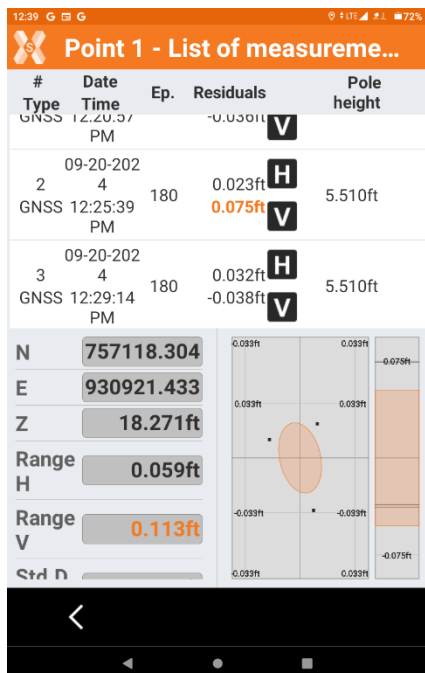 12:39 G G LTE 72%
S Point 1 - List of measureme...
# Date Ep. Residuals Pole
Type Time height
GNSS 12:20:57 -0.036ft V
PM
09-20-202
2 4 180 0.023ft H 5.510ft
GNSS 12:25:39 0.075ft V
PM
09-20-202
3 4 180 0.032ft H 5.510ft
GNSS 12:29:14 -0.038ft V
PM
N 757118.304
E 930921.433
Z 18.271ft
Range H 0.059ft
Range V 0.113ft
Std D
0.033ft 0.033ft
0.075ft
0.033ft 0.033ft
-0.033ft -0.033ft
-0.075ft
0.033ft 0.033ft